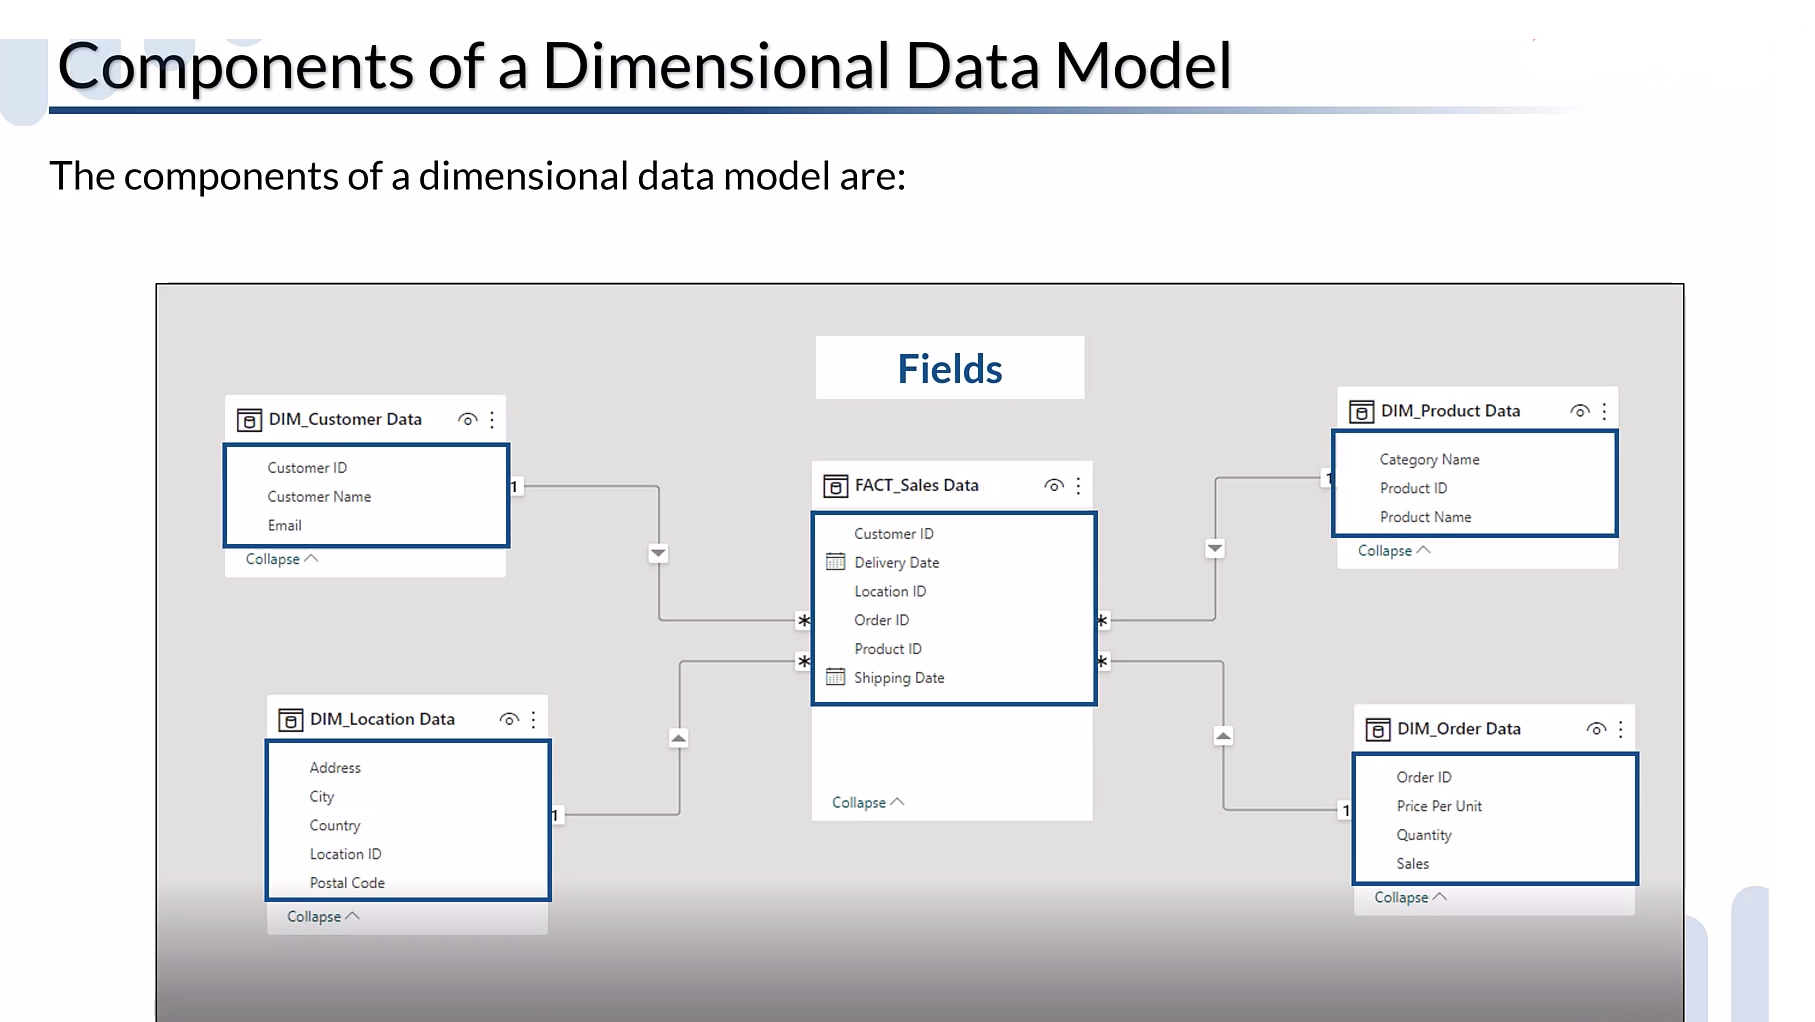 Components of a Dimensional Data Model
The components of a dimensional data model are:
Fields
DIM_Customer Data
Customer ID
Customer Name
Email
Collapse
1
DIM_Product Data
Category Name
Product ID
Product Name
Collapse
1
FACT_Sales Data
Customer ID
Delivery Date
Location ID
Order ID
Product ID
Shipping Date
Collapse
*
*
*
*
DIM_Location Data
Address
City
Country
Location ID
Postal Code
Collapse
1
DIM_Order Data
Order ID
Price Per Unit
Quantity
Sales
Collapse
1